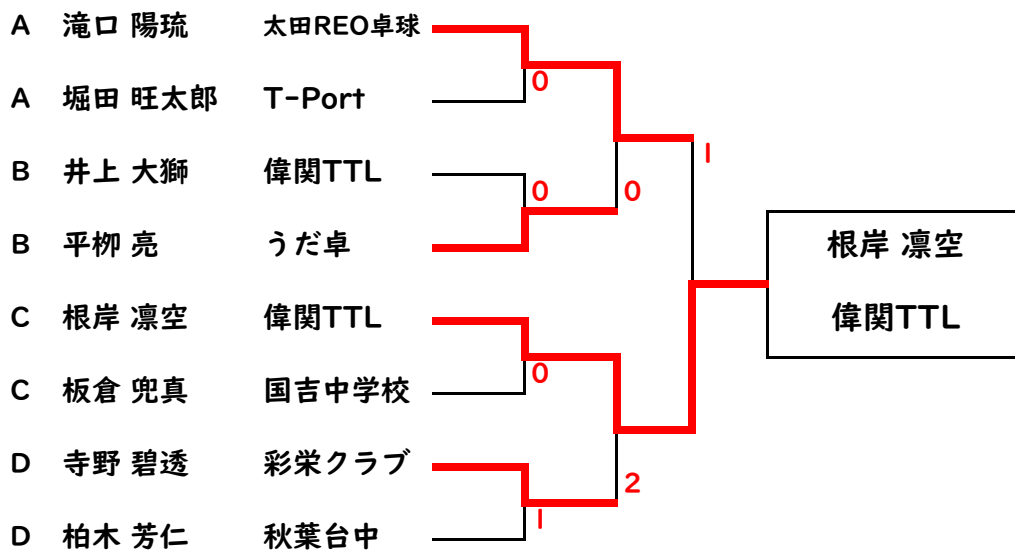 A 滝口 陽琉 太田REO卓球
0
A 堀田 旺太郎 T-Port
1
B 井上 大獅 偉関TTL
0 0
B 平栁 亮 うだ卓
根岸 凛空
C 根岸 凛空 偉関TTL
偉関TTL
0
C 板倉 兜真 国吉中学校
D 寺野 碧透 彩栄クラブ
2
1
D 柏木 芳仁 秋葉台中